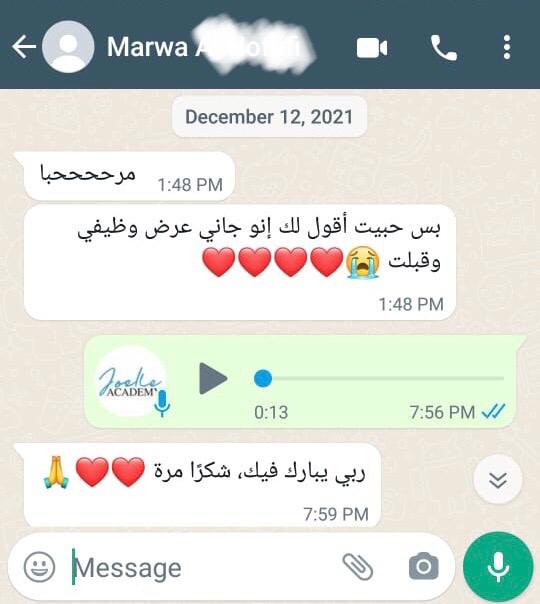 Marwa
December 12, 2021
مرحححححبا
1:48 PM
بس حبيت أقول لك إنو جاني عرض وظيفي
وقبلت 😭❤️❤️❤️❤️
1:48 PM
Joelle
ACADEMY
0:13
7:56 PM
ربي يبارك فيك، شكرًا مرة ❤️❤️🙏
7:59 PM
Message